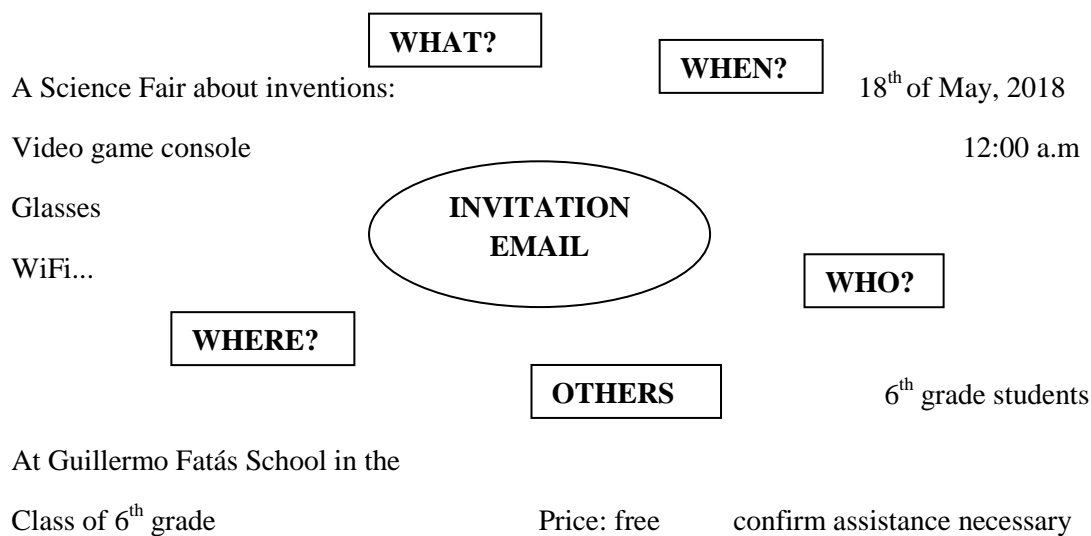 WHAT?
WHEN?
A Science Fair about inventions:
18th of May, 2018
Video game console
12:00 a.m
Glasses
INVITATION
EMAIL
WiFi...
WHO?
WHERE?
OTHERS
6th grade students
At Guillermo Fatás School in the
Class of 6th grade
Price: free
confirm assistance necessary